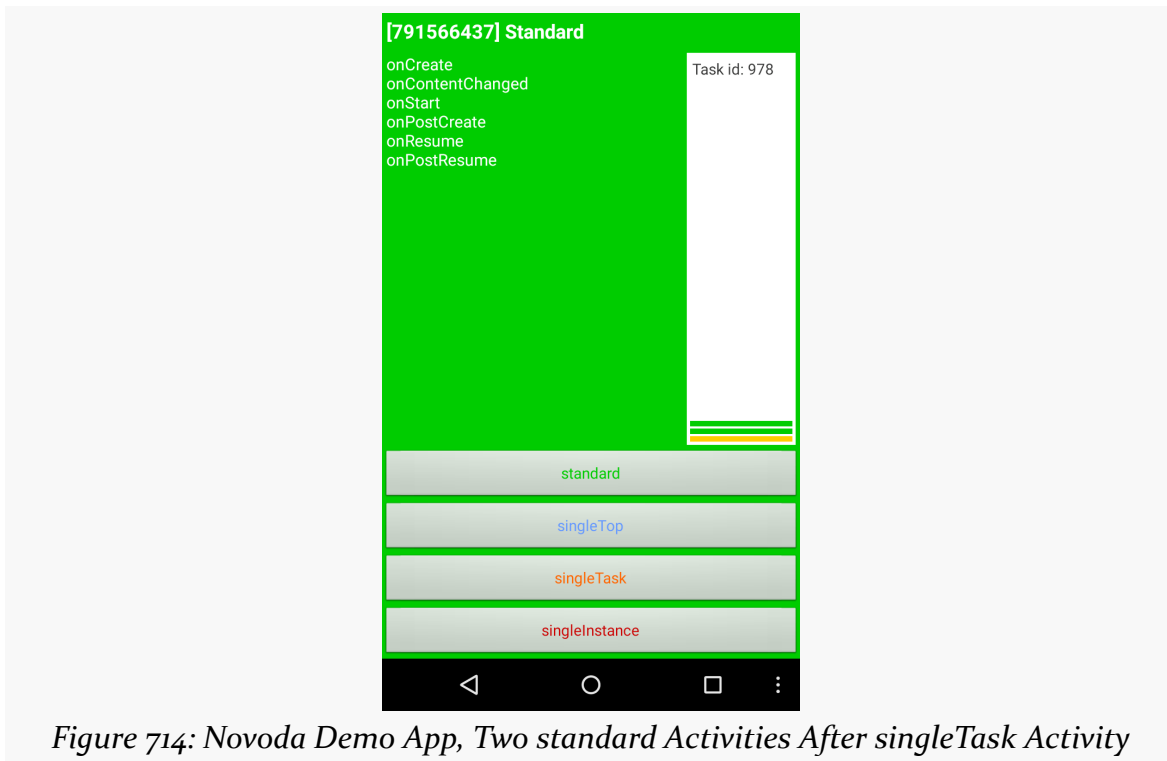 [791566437] Standard
onCreate
onContentChanged
onStart
onPostCreate
onResume
onPostResume
Task id: 978
standard
singleTop
singleTask
singleInstance
Figure 714: Novoda Demo App, Two standard Activities After singleTask Activity